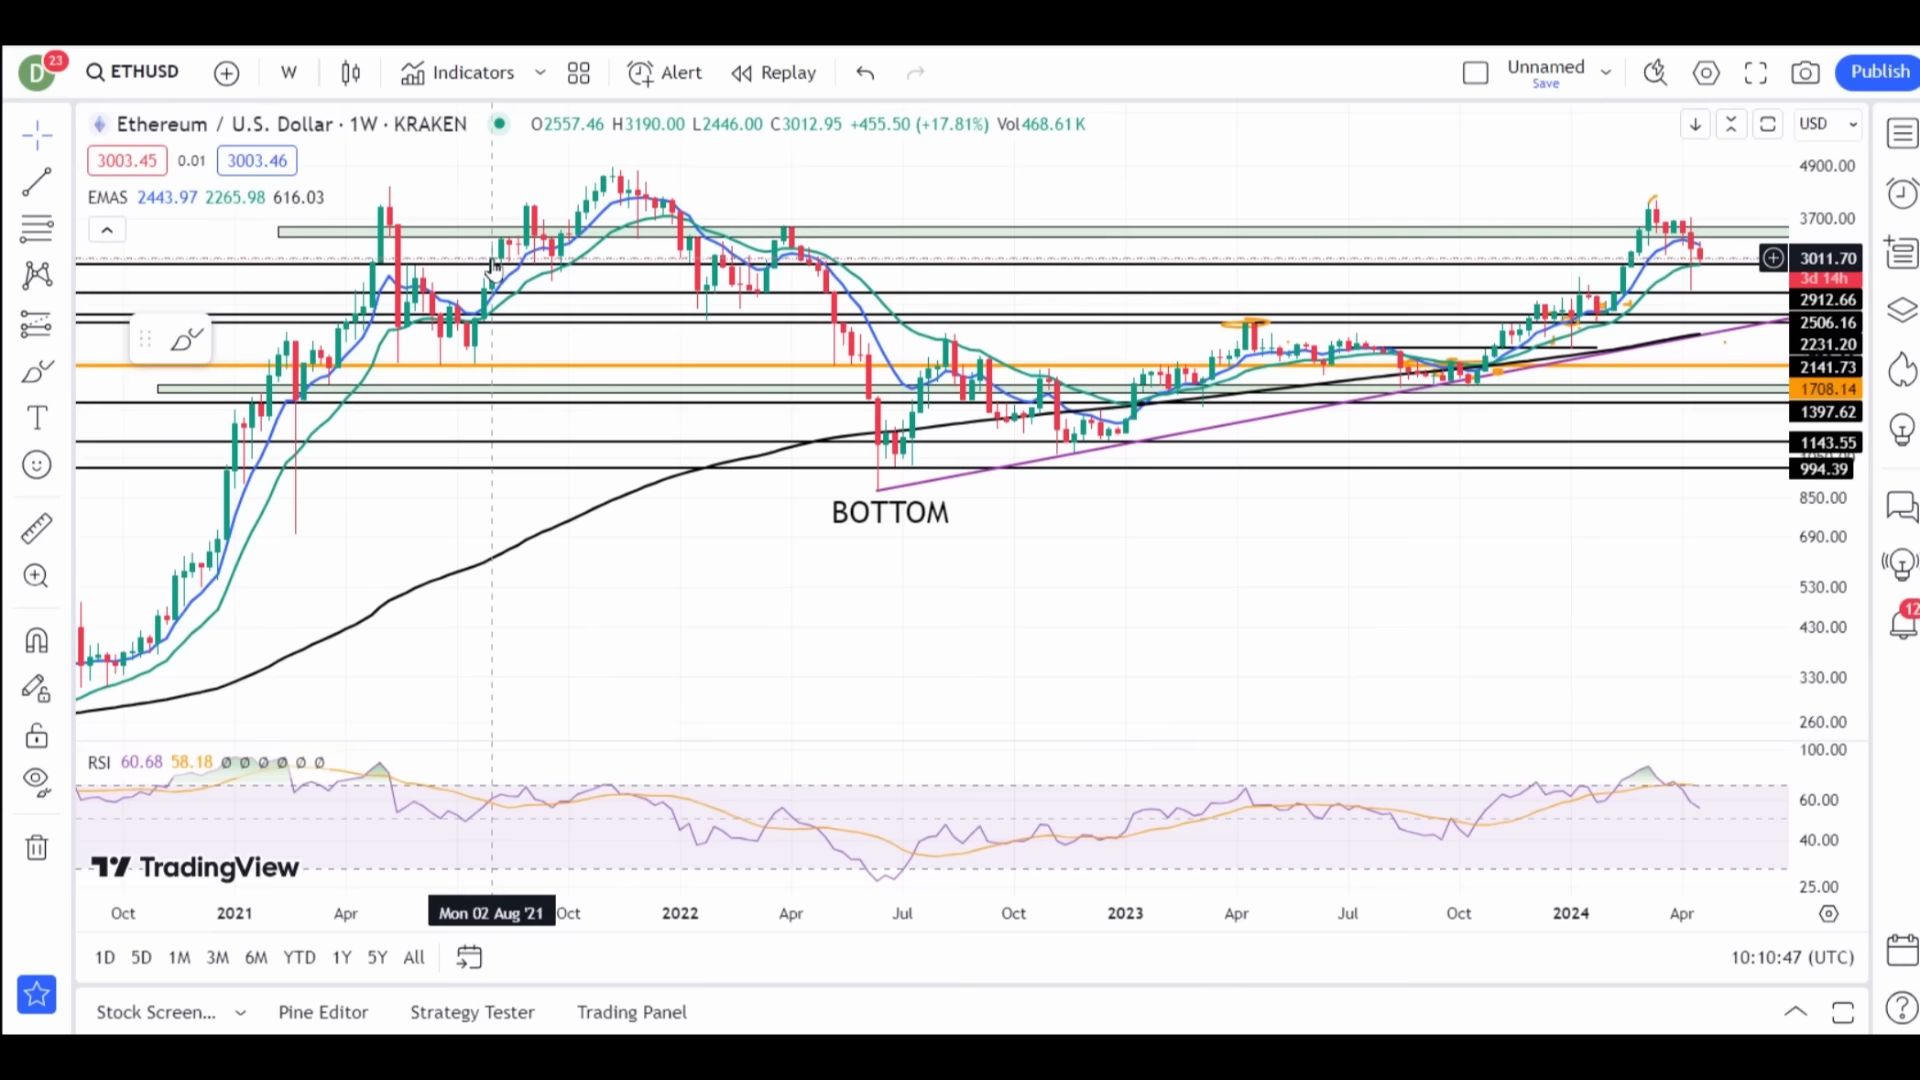 D 23 ETHUSD W Indicators Alert Replay Unnamed Save Publish
Ethereum / U.S. Dollar · 1W · KRAKEN O2557.46 H3190.00 L2446.00 C3012.95 +455.50 (+17.81%) Vol468.61K USD
3003.45 0.01 3003.46
EMAS 2443.97 2265.98 616.03
4900.00
3700.00
3011.70
3d 14h
2912.66
2506.16
2231.20
2141.73
1708.14
1397.62
1143.55
994.39
850.00
690.00
530.00
430.00
330.00
260.00
BOTTOM
RSI 60.68 58.18 Ø Ø Ø Ø Ø Ø
100.00
60.00
40.00
25.00
TradingView
Oct 2021 Apr Mon 02 Aug '21 Oct 2022 Apr Jul Oct 2023 Apr Jul Oct 2024 Apr
1D 5D 1M 3M 6M YTD 1Y 5Y All 10:10:47 (UTC)
Stock Screen... Pine Editor Strategy Tester Trading Panel
12